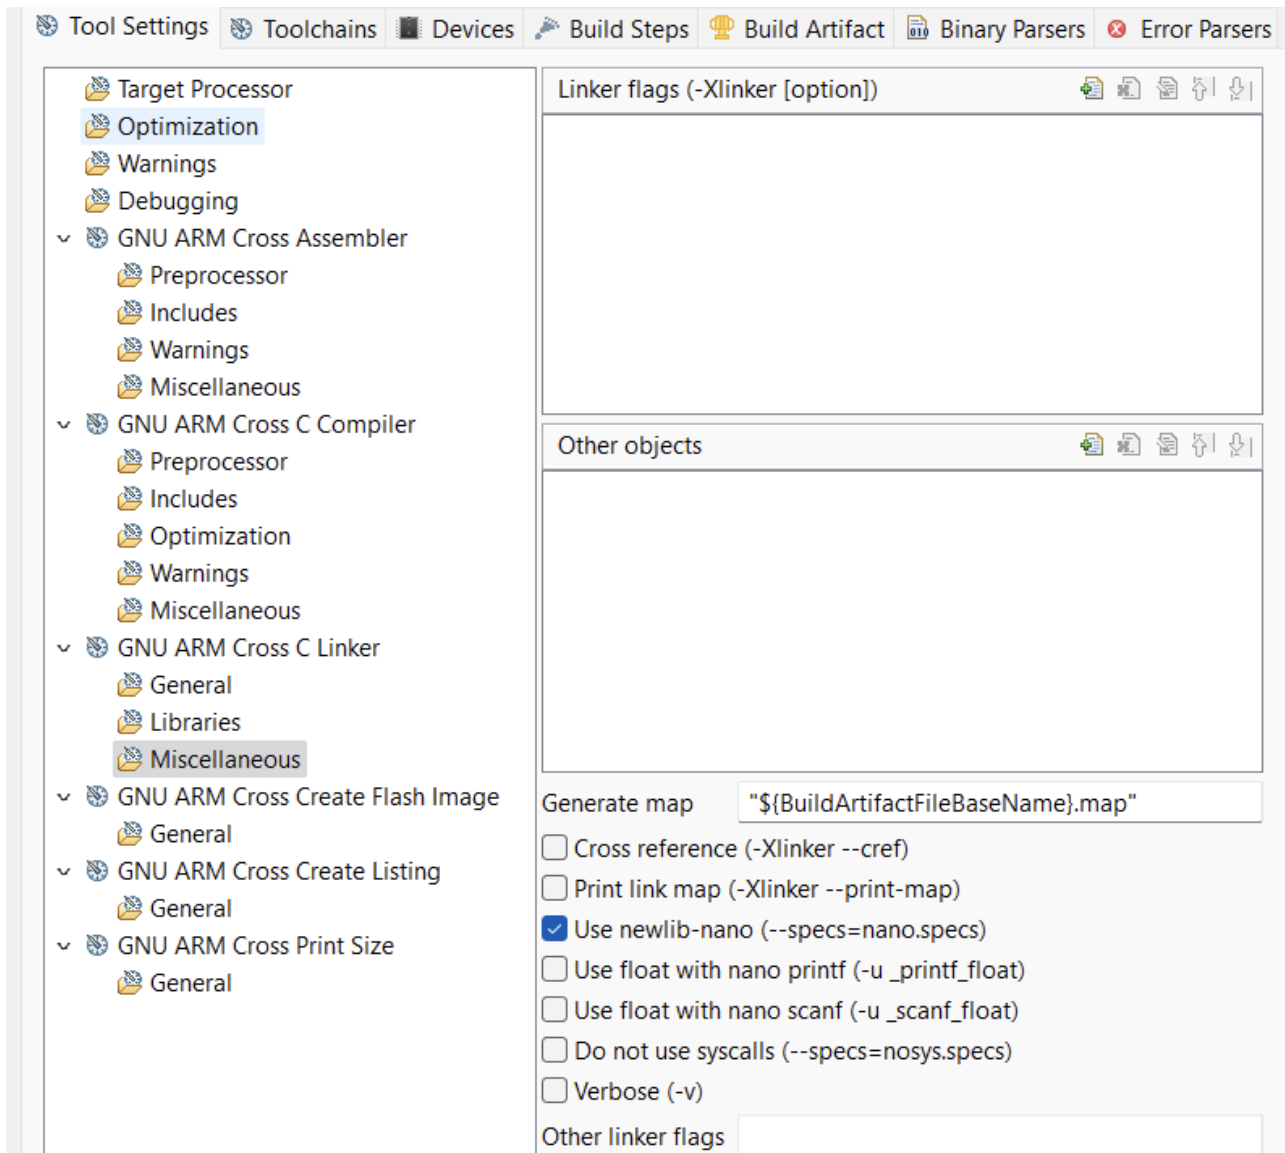 Tool Settings Toolchains Devices Build Steps Build Artifact Binary Parsers Error Parsers
Target Processor
Optimization
Warnings
Debugging
GNU ARM Cross Assembler
Preprocessor
Includes
Warnings
Miscellaneous
GNU ARM Cross C Compiler
Preprocessor
Includes
Optimization
Warnings
Miscellaneous
GNU ARM Cross C Linker
General
Libraries
Miscellaneous
GNU ARM Cross Create Flash Image
General
GNU ARM Cross Create Listing
General
GNU ARM Cross Print Size
General
Linker flags (-Xlinker [option])
Other objects
Generate map "${BuildArtifactFileBaseName}.map"
Cross reference (-Xlinker --cref)
Print link map (-Xlinker --print-map)
Use newlib-nano (--specs=nano.specs)
Use float with nano printf (-u _printf_float)
Use float with nano scanf (-u _scanf_float)
Do not use syscalls (--specs=nosys.specs)
Verbose (-v)
Other linker flags